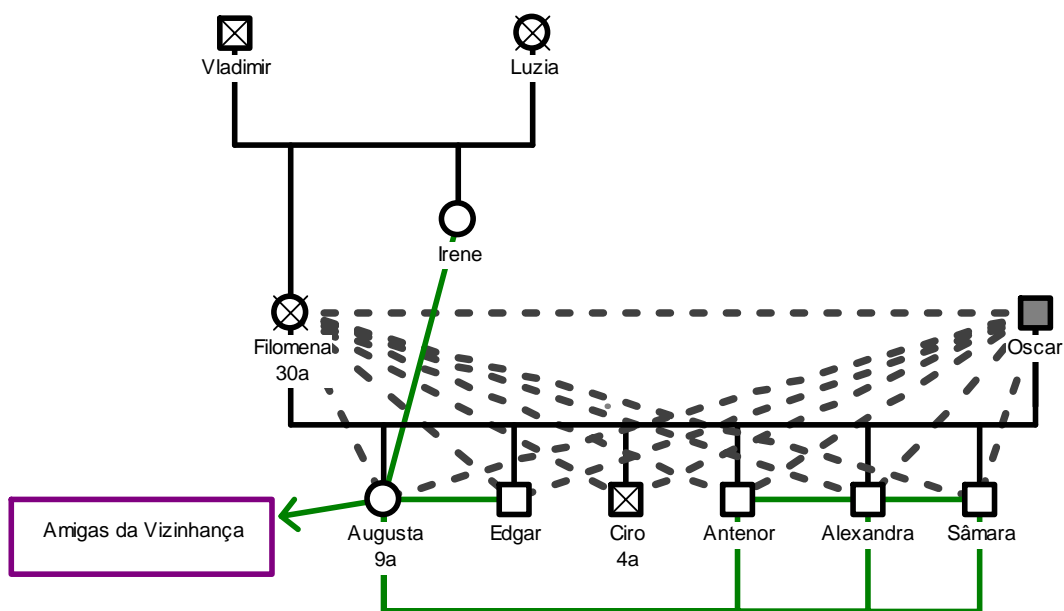 Vladimir
Luzia
Irene
Filomena
30a
Oscar
Amigas da Vizinhança
Augusta
9a
Edgar
Ciro
4a
Antenor
Alexandra
Sâmara